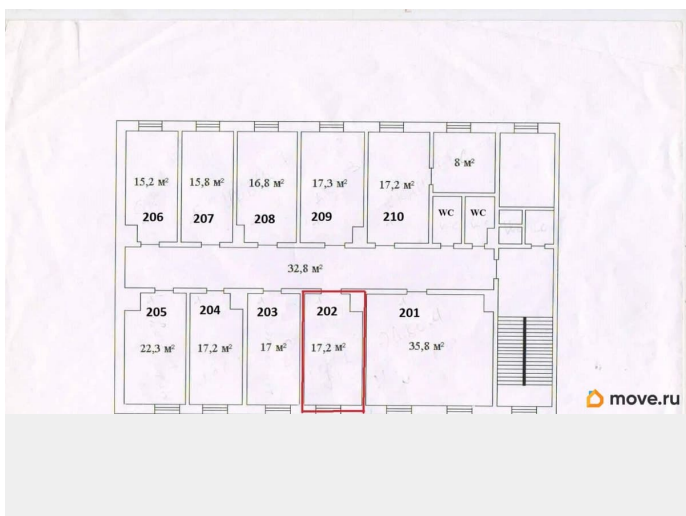 15,2 м² 15,8 м² 16,8 м² 17,3 м² 17,2 м² 8 м²
206 207 208 209 210 WC WC
32,8 м²
205 204 203 202 201
22,3 м² 17,2 м² 17 м² 17,2 м² 35,8 м²
move.ru